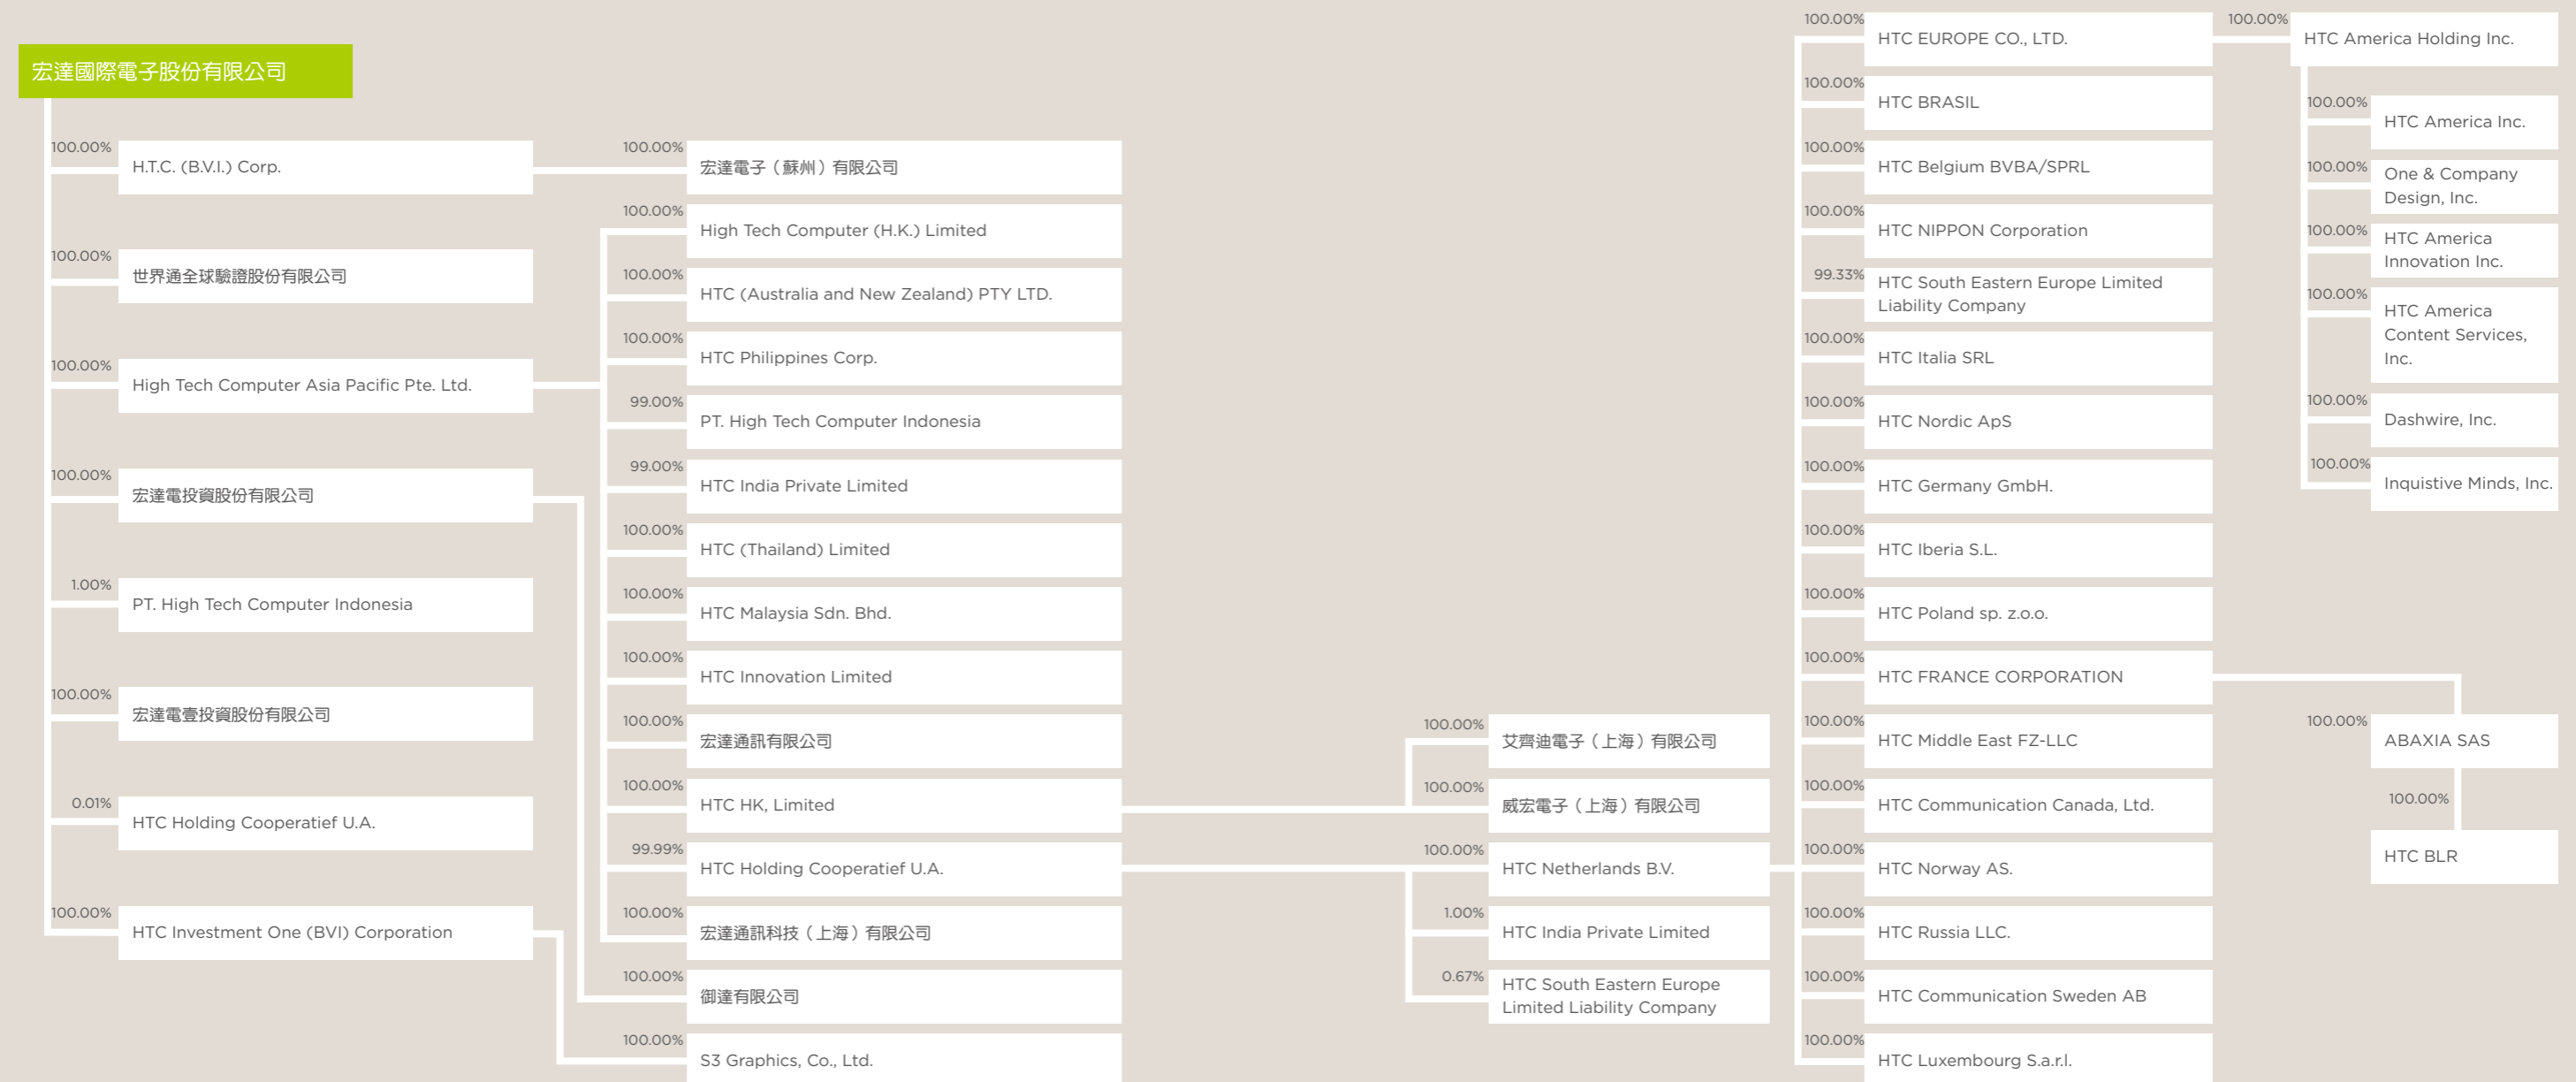 宏達國際電子股份有限公司
100.00%
H.T.C. (B.V.I.) Corp.
100.00%
世界通全球驗證股份有限公司
100.00%
High Tech Computer Asia Pacific Pte. Ltd.
100.00%
宏達電投資股份有限公司
1.00%
PT. High Tech Computer Indonesia
100.00%
宏達電壹投資股份有限公司
0.01%
HTC Holding Cooperatief U.A.
100.00%
HTC Investment One (BVI) Corporation
100.00%
宏達電子（蘇州）有限公司
100.00%
High Tech Computer (H.K.) Limited
100.00%
HTC (Australia and New Zealand) PTY LTD.
100.00%
HTC Philippines Corp.
99.00%
PT. High Tech Computer Indonesia
99.00%
HTC India Private Limited
100.00%
HTC (Thailand) Limited
100.00%
HTC Malaysia Sdn. Bhd.
100.00%
HTC Innovation Limited
100.00%
宏達通訊有限公司
100.00%
HTC HK, Limited
99.99%
HTC Holding Cooperatief U.A.
100.00%
宏達通訊科技（上海）有限公司
100.00%
御達有限公司
100.00%
S3 Graphics, Co., Ltd.
100.00%
艾齊迪電子（上海）有限公司
100.00%
威宏電子（上海）有限公司
100.00%
HTC Netherlands B.V.
1.00%
HTC India Private Limited
0.67%
HTC South Eastern Europe
Limited Liability Company
100.00%
HTC EUROPE CO., LTD.
100.00%
HTC BRASIL
100.00%
HTC Belgium BVBA/SPRL
100.00%
HTC NIPPON Corporation
99.33%
HTC South Eastern Europe Limited
Liability Company
100.00%
HTC Italia SRL
100.00%
HTC Nordic ApS
100.00%
HTC Germany GmbH.
100.00%
HTC Iberia S.L.
100.00%
HTC Poland sp. z.o.o.
100.00%
HTC FRANCE CORPORATION
100.00%
HTC Middle East FZ-LLC
100.00%
HTC Communication Canada, Ltd.
100.00%
HTC Norway AS.
100.00%
HTC Russia LLC.
100.00%
HTC Communication Sweden AB
100.00%
HTC Luxembourg S.a.r.l.
100.00%
HTC America Holding Inc.
100.00%
HTC America Inc.
100.00%
One & Company
Design, Inc.
100.00%
HTC America
Innovation Inc.
100.00%
HTC America
Content Services,
Inc.
100.00%
Dashwire, Inc.
100.00%
Inquistive Minds, Inc.
100.00%
ABAXIA SAS
100.00%
HTC BLR